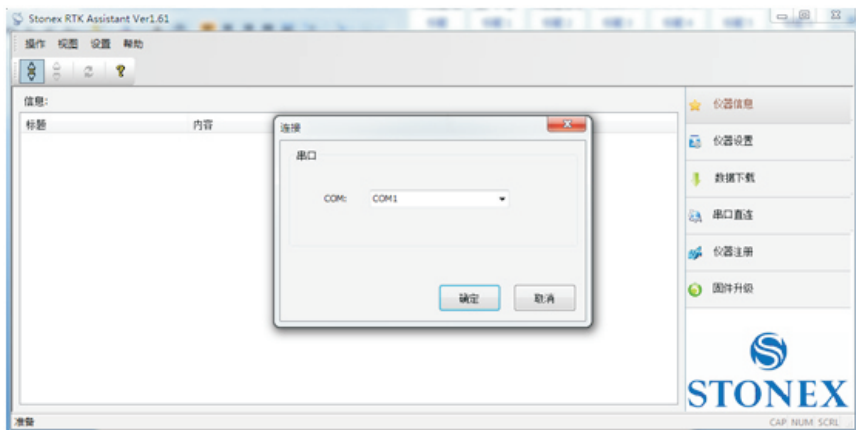 Stonex RTK Assistant Ver1.61
操作 视图 设置 帮助
信息:
标题 内容
连接
串口
COM: COM1
确定 取消
仪器信息
仪器设置
数据下载
串口直连
仪器注册
固件升级
STONEX
准备 CAP NUM SCRL